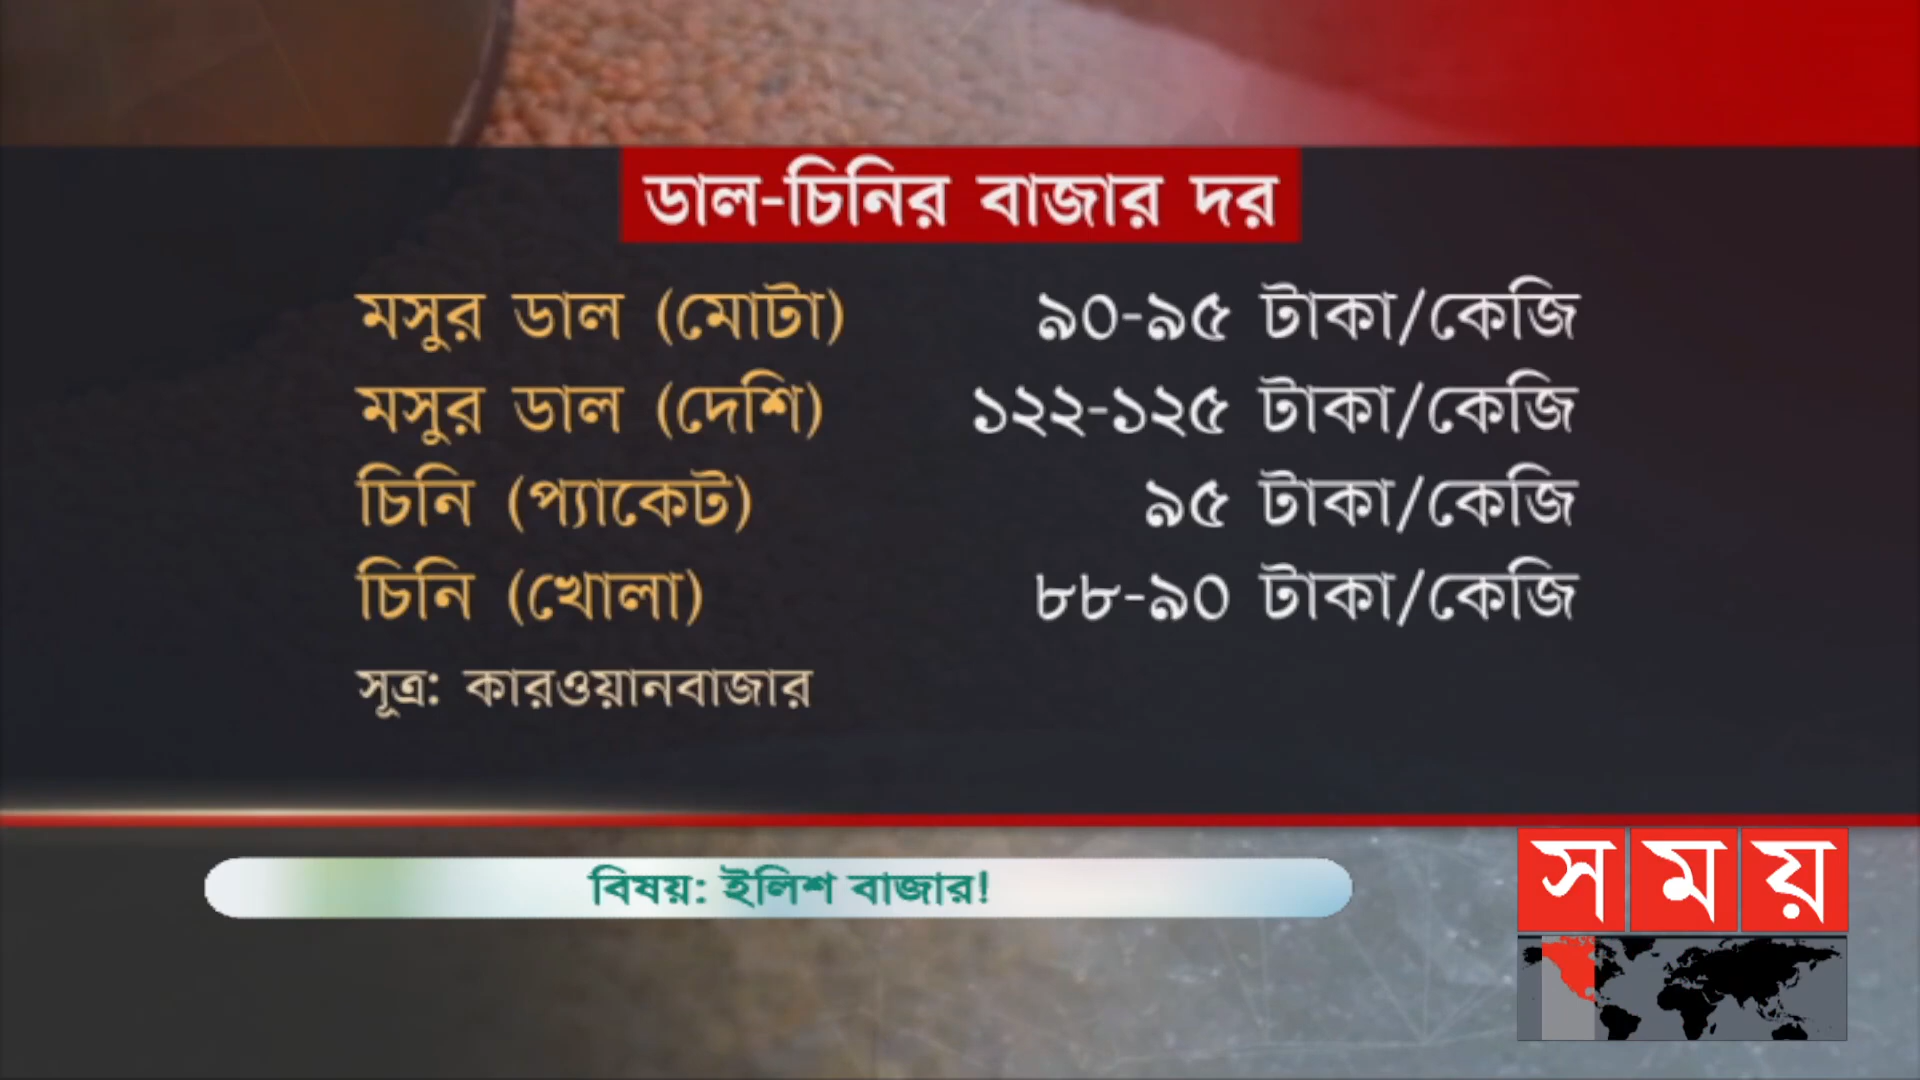 ডাল-চিনির বাজার দর
মসুর ডাল (মোটা) ৯০-৯৫ টাকা/কেজি
মসুর ডাল (দেশি) ১২২-১২৫ টাকা/কেজি
চিনি (প্যাকেট) ৯৫ টাকা/কেজি
চিনি (খোলা) ৮৮-৯০ টাকা/কেজি
সূত্র: কারওয়ানবাজার
বিষয়: ইলিশ বাজার!
সময়